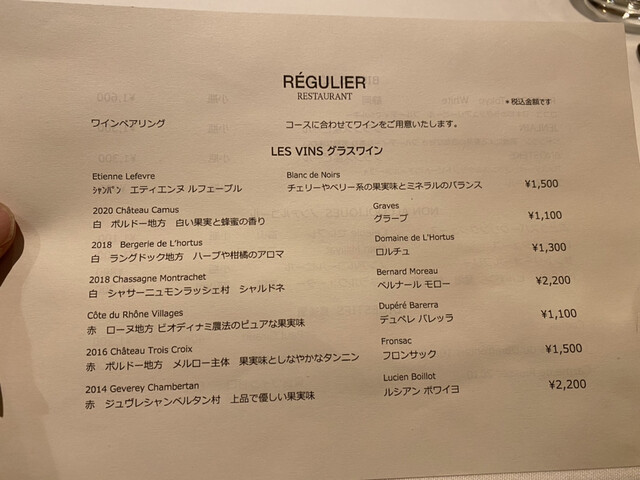 RÉGULIER
RESTAURANT
*税込金額です
ワインペアリング コースに合わせてワインをご用意いたします。
LES VINS グラスワイン
Etienne Lefevre Blanc de Noirs
シャンパン エティエンヌ ルフェーブル チェリーやベリー系の果実味とミネラルのバランス ¥1,500
2020 Château Camus Graves
白 ボルドー地方 白い果実と蜂蜜の香り グラーブ ¥1,100
2018 Bergerie de L'hortus Domaine de L'Hortus
白 ラングドック地方 ハーブや柑橘のアロマ ロルチュ ¥1,300
2018 Chassagne Montrachet Bernard Moreau
白 シャサーニュモンラッシェ村 シャルドネ ベルナール モロー ¥2,200
Côte du Rhône Villages Dupéré Barerra
赤 ローヌ地方 ビオディナミ農法のピュアな果実味 デュペレ バレッラ ¥1,100
2016 Château Trois Croix Fronsac
赤 ボルドー地方 メルロー主体 果実味としなやかなタンニン フロンサック ¥1,500
2014 Geverey Chambertan Lucien Boillot
赤 ジュヴレシャンベルタン村 上品で優しい果実味 ルシアン ボワイヨ ¥2,200